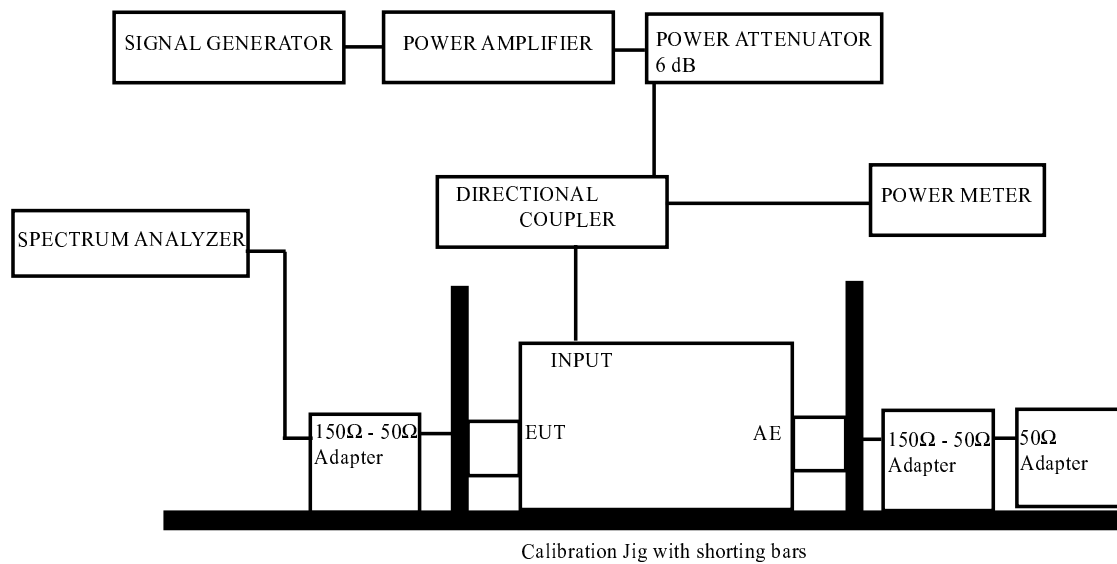 SIGNAL GENERATOR
POWER AMPLIFIER
POWER ATTENUATOR
6 dB
DIRECTIONAL
COUPLER
POWER METER
SPECTRUM ANALYZER
INPUT
EUT
AE
150Ω - 50Ω
Adapter
150Ω - 50Ω
Adapter
50Ω
Adapter
Calibration Jig with shorting bars